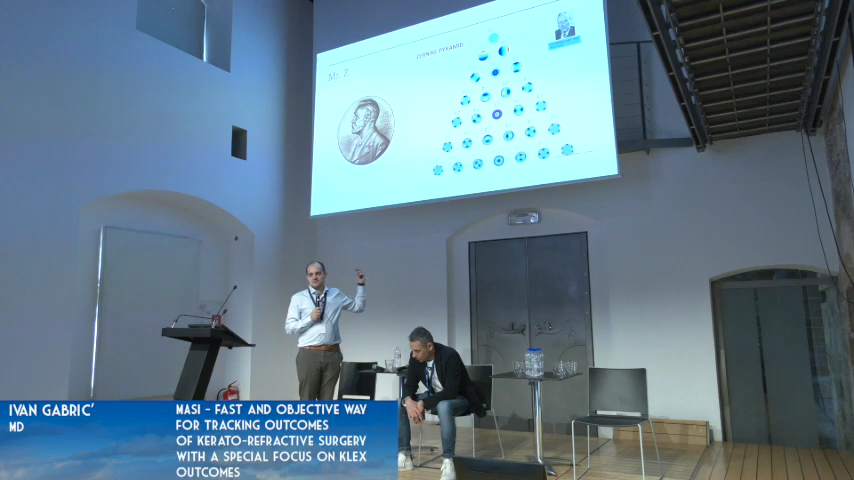 Mr. Z
ZERNIKE PYRAMID
IVAN GABRIC'
MD
MASI - FAST AND OBJECTIVE WAY
FOR TRACKING OUTCOMES
OF KERATO-REFRACTIVE SURGERY
WITH A SPECIAL FOCUS ON KLEX
OUTCOMES